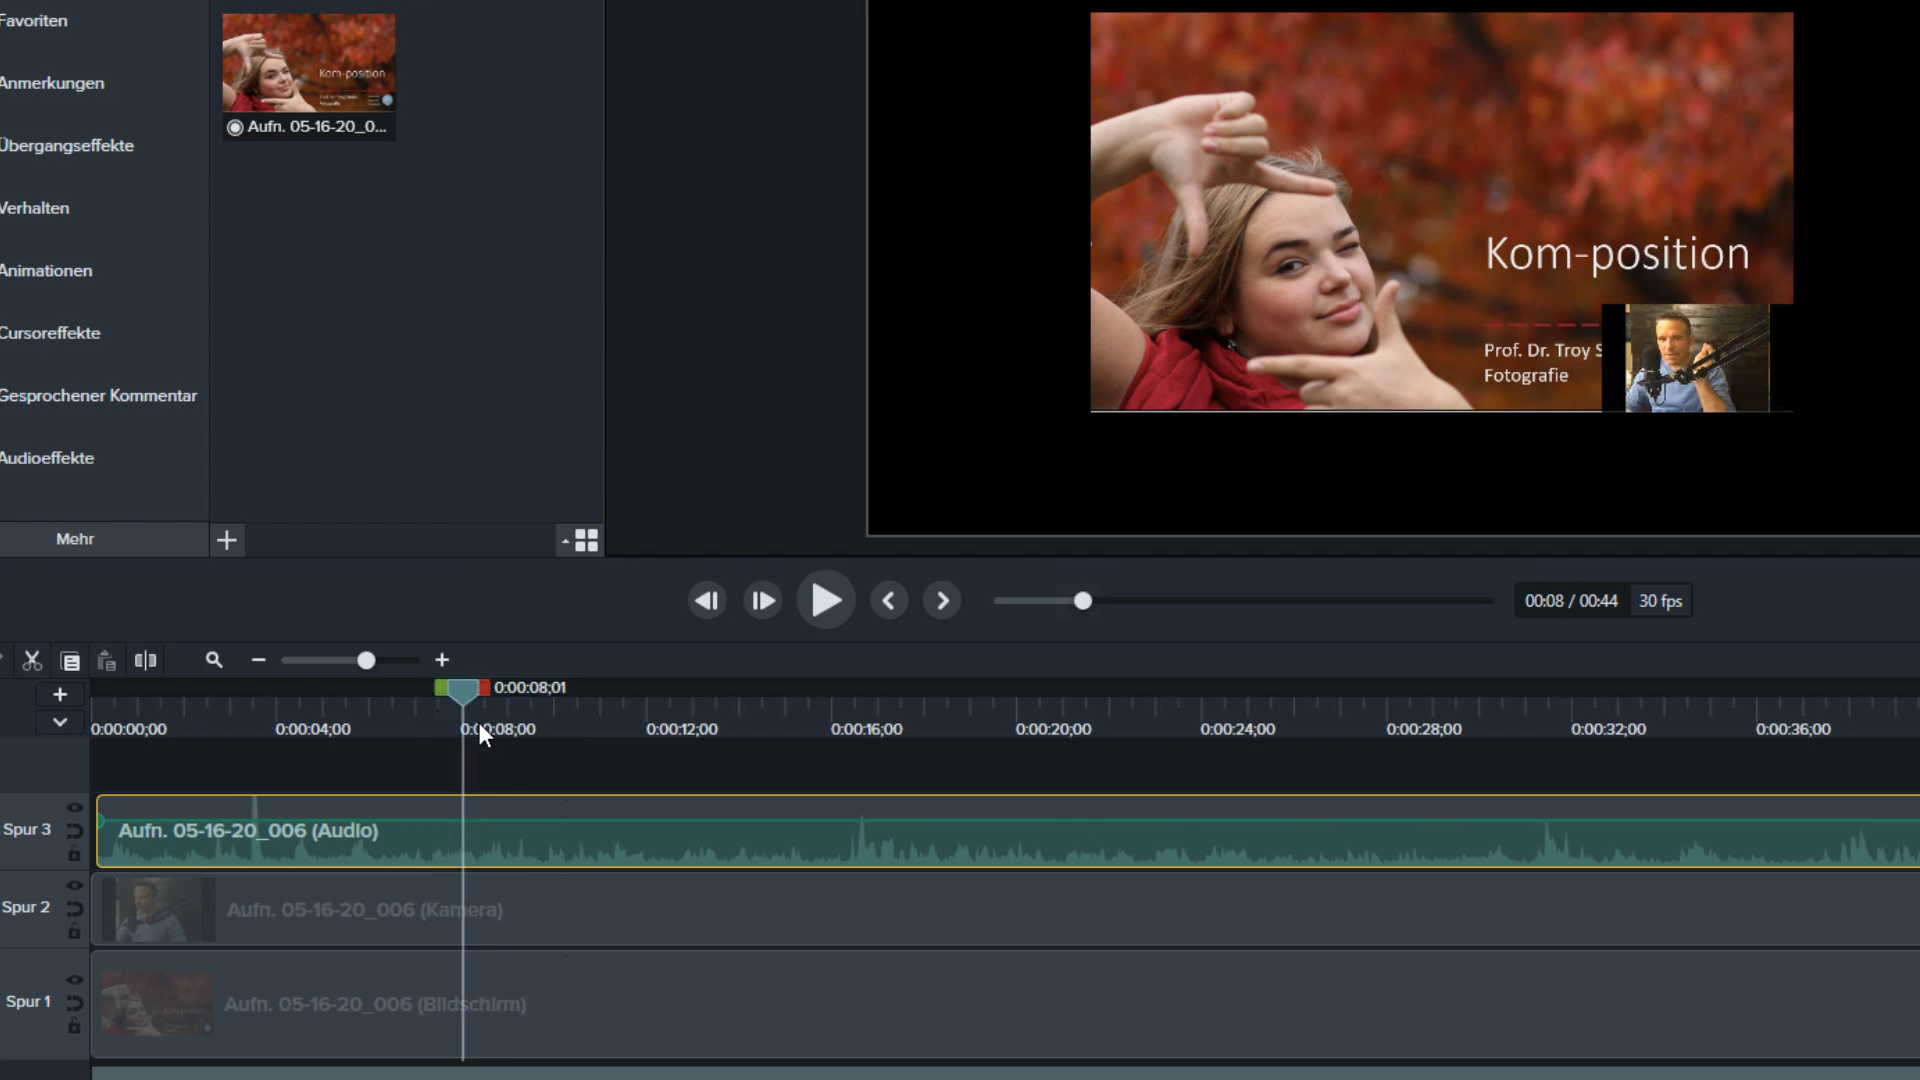 Favoriten
Anmerkungen
Übergangseffekte
Verhalten
Animationen
Cursoreffekte
Gesprochener Kommentar
Audioeffekte
Mehr
Kom-position
Aufn. 05-16-20_0...
Kom-position
Prof. Dr. Troy S
Fotografie
00:08 / 00:44
30 fps
0:00:08;01
0:00:00;00
0:00:04;00
0:00:08;00
0:00:12;00
0:00:16;00
0:00:20;00
0:00:24;00
0:00:28;00
0:00:32;00
0:00:36;00
Spur 3
Aufn. 05-16-20_006 (Audio)
Spur 2
Aufn. 05-16-20_006 (Kamera)
Spur 1
Aufn. 05-16-20_006 (Bildschirm)